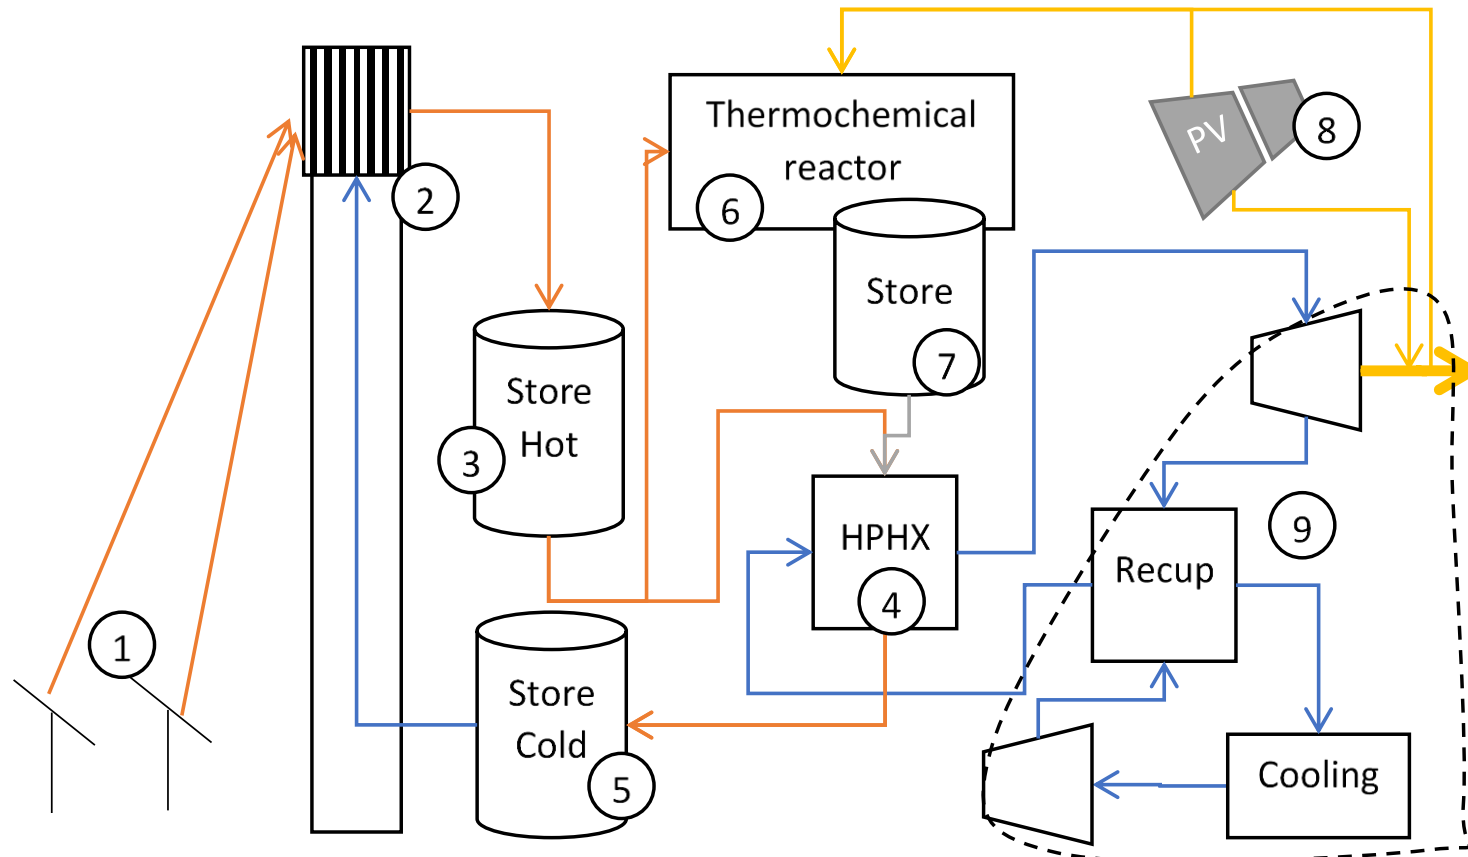 Thermochemical
reactor
PV
8
2
6
Store
7
Store
Hot
3
HPHX
4
9
Recup
1
Store
Cold
5
Cooling